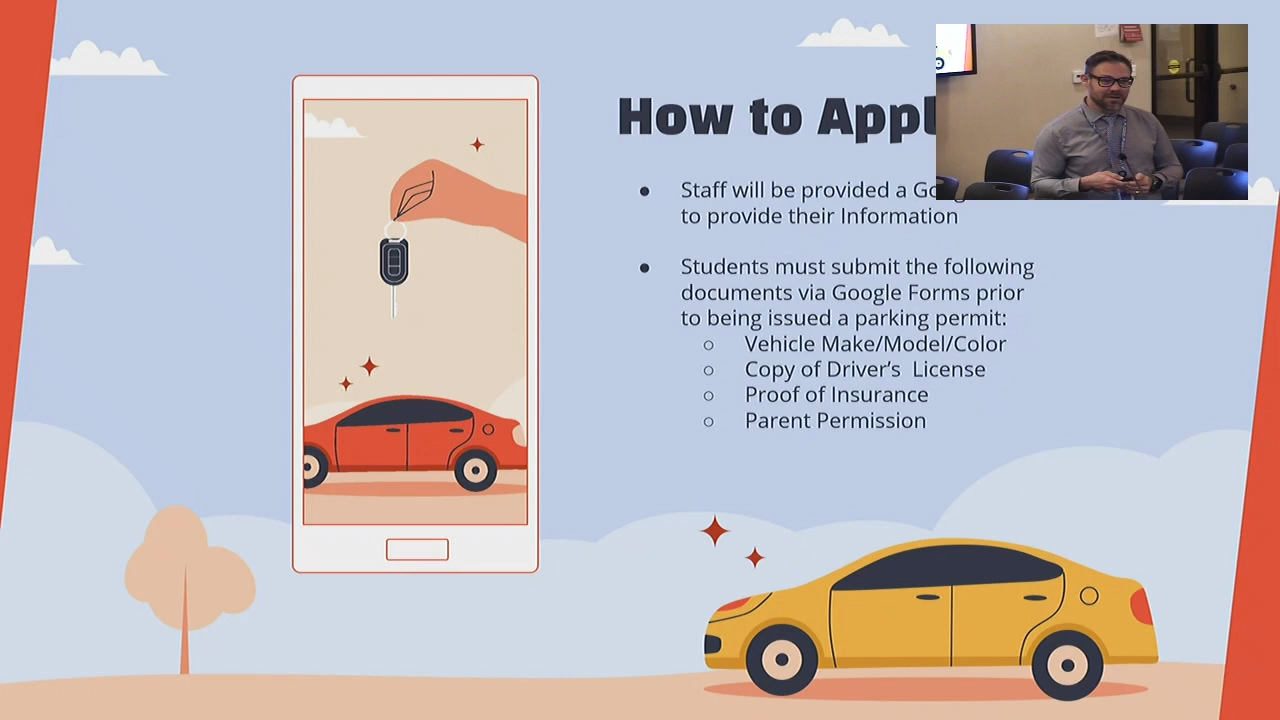 How to Appl
Staff will be provided a Goog
to provide their Information
Students must submit the following
documents via Google Forms prior
to being issued a parking permit:
Vehicle Make/Model/Color
Copy of Driver’s  License
Proof of Insurance
Parent Permission